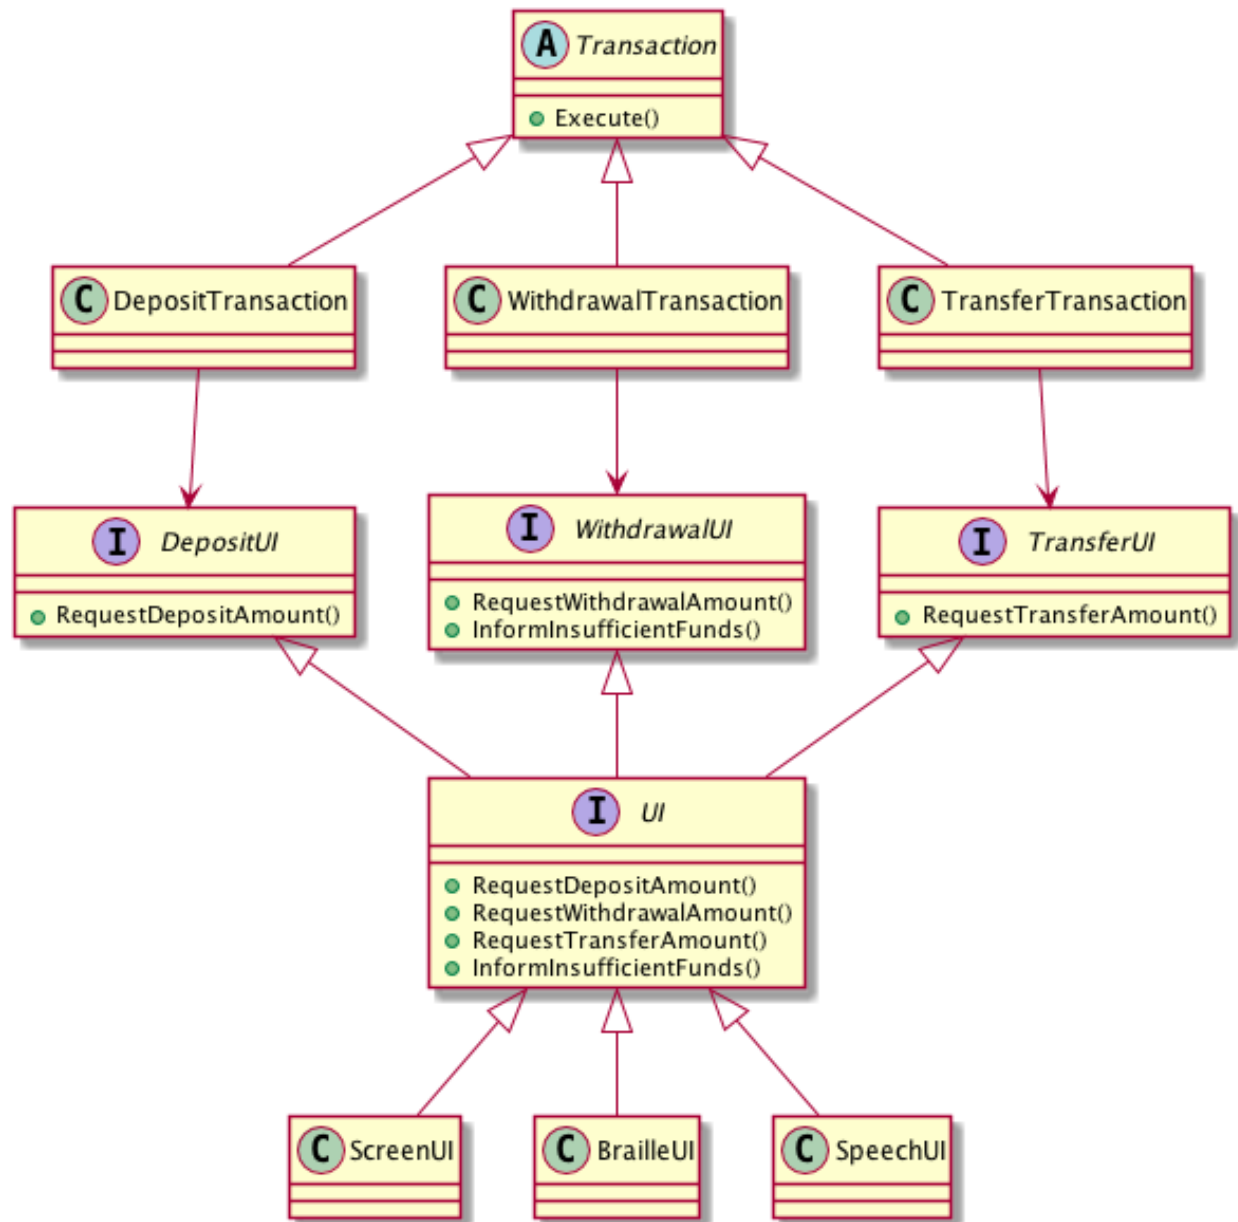 A Transaction
Execute()
C DepositTransaction
C WithdrawalTransaction
C TransferTransaction
I DepositUI
RequestDepositAmount()
I WithdrawalUI
RequestWithdrawalAmount()
InformInsufficientFunds()
I TransferUI
RequestTransferAmount()
I UI
RequestDepositAmount()
RequestWithdrawalAmount()
RequestTransferAmount()
InformInsufficientFunds()
C ScreenUI
C BrailleUI
C SpeechUI